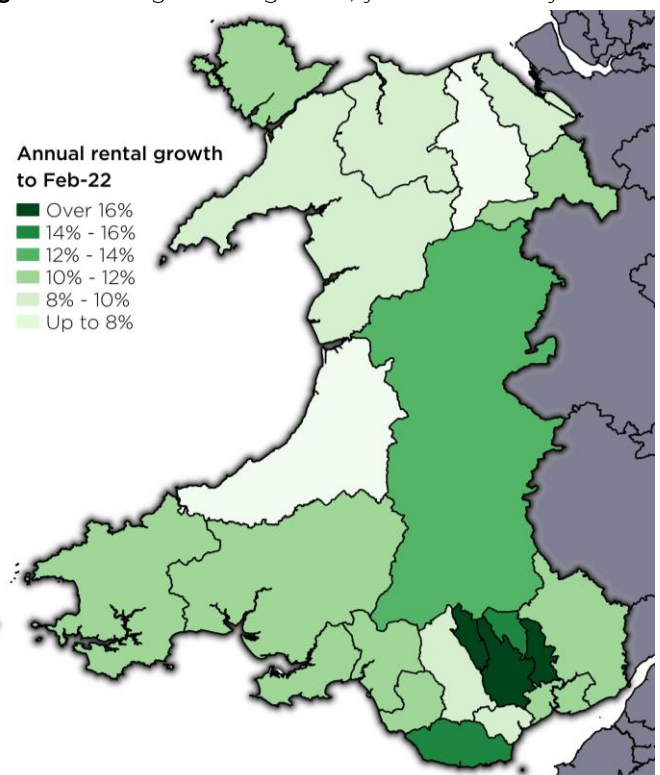 Annual rental growth
to Feb-22
Over 16%
14% - 16%
12% - 14%
10% - 12%
8% - 10%
Up to 8%